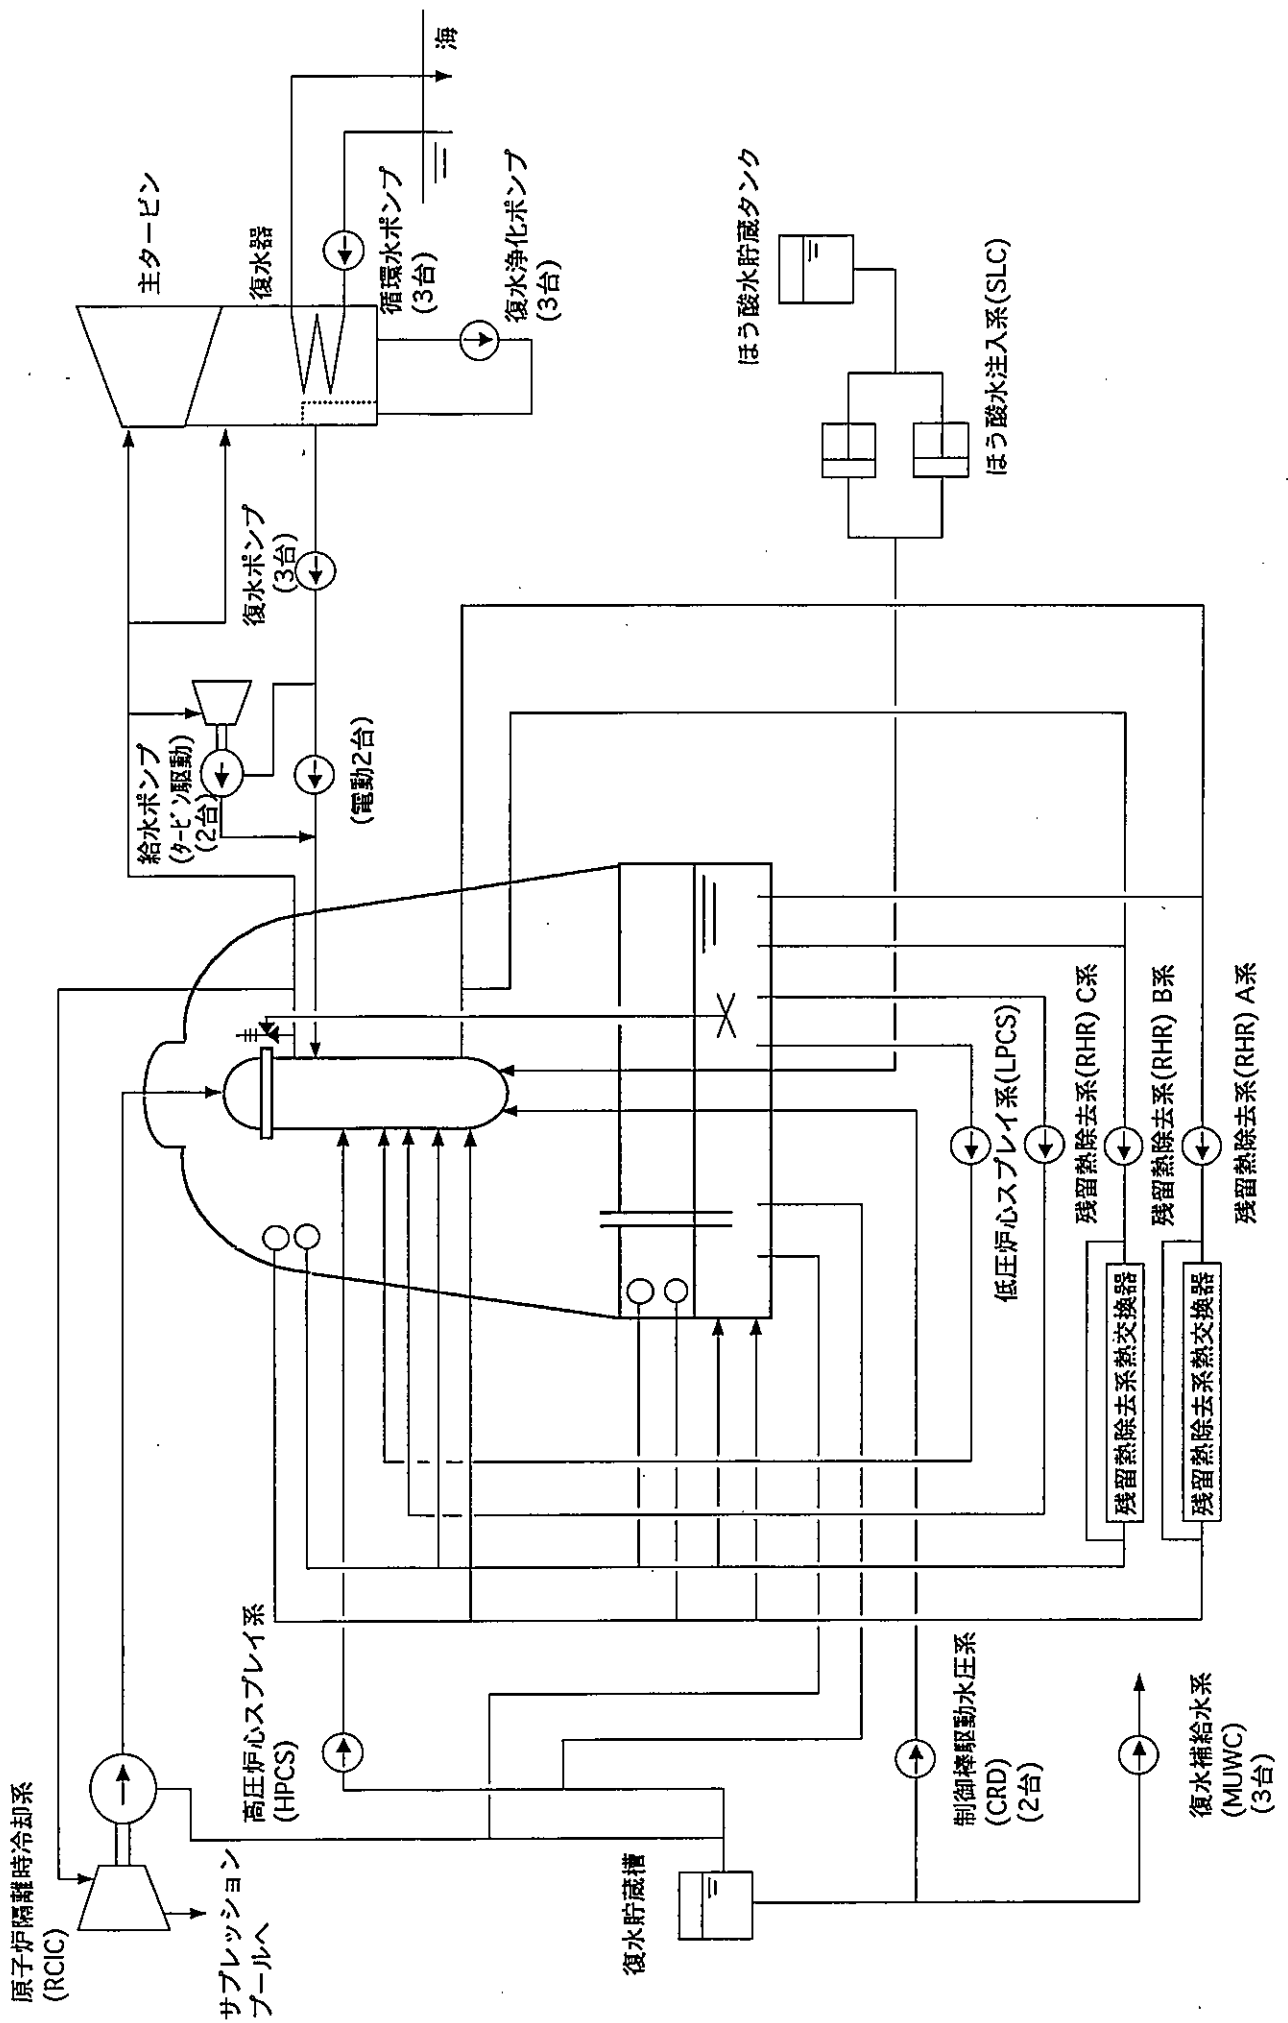 原子炉隔離時冷却系
(RCIC)
サプレッション
プールへ
高圧炉心スプレイ系
(HPCS)
復水貯蔵槽
制御棒駆動水圧系
(CRD)
(2台)
復水補給水系
(MUWC)
(3台)
給水ポンプ
(タービン駆動)
(2台)
(電動2台)
復水ポンプ
(3台)
主タービン
復水器
循環水ポンプ
(3台)
復水浄化ポンプ
(3台)
海
ほう酸水貯蔵タンク
ほう酸水注入系(SLC)
低圧炉心スプレイ系(LPCS)
残留熱除去系(RHR) C系
残留熱除去系(RHR) B系
残留熱除去系(RHR) A系
残留熱除去系熱交換器
残留熱除去系熱交換器